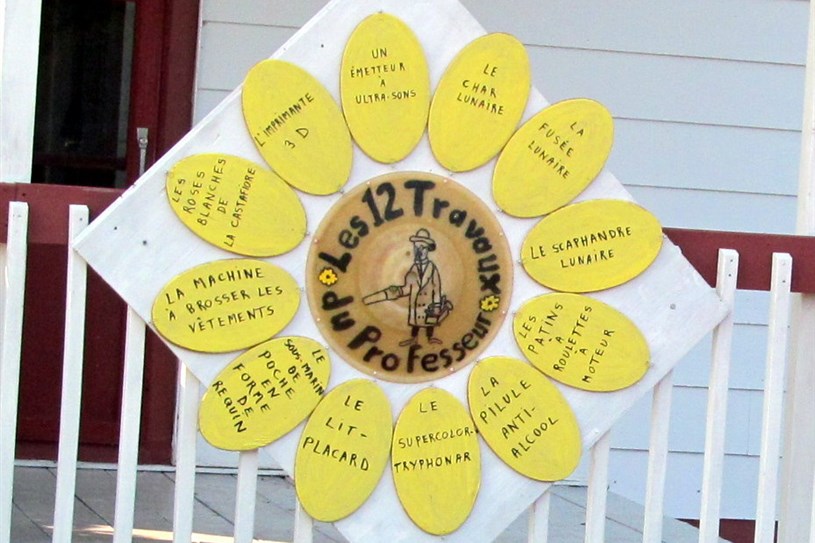 Les 12 Travaux
du Professeur
UN
ÉMETTEUR
À
ULTRA-SONS
LE
CHAR
LUNAIRE
LA
FUSÉE
LUNAIRE
LE SCAPHANDRE
LUNAIRE
LES
PATINS
À
ROULETTES
À
MOTEUR
LA
PILULE
ANTI-
ALCOOL
LE
SUPERCOLOR-
TRYPHONAR
LE
LIT-
PLACARD
LE
SOUS-MARIN
DE
POCHE
EN
FORME
DE
REQUIN
LA MACHINE
À BROSSER LES
VÊTEMENTS
LES
ROSES
BLANCHES
DE
LA CASTAFIORE
L'IMPRIMANTE
3D